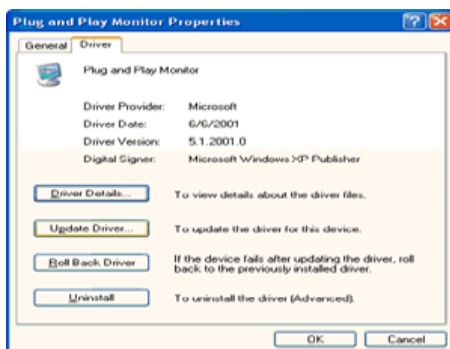 Plug and Play Monitor Properties
General Driver
Plug and Play Monitor
Driver Provider: Microsoft
Driver Date: 6/6/2001
Driver Version: 5.1.2001.0
Digital Signer: Microsoft Windows XP Publisher
Driver Details... To view details about the driver files.
Update Driver... To update the driver for this device.
Roll Back Driver If the device fails after updating the driver, roll
back to the previously installed driver.
Uninstall To uninstall the driver (Advanced).
OK Cancel